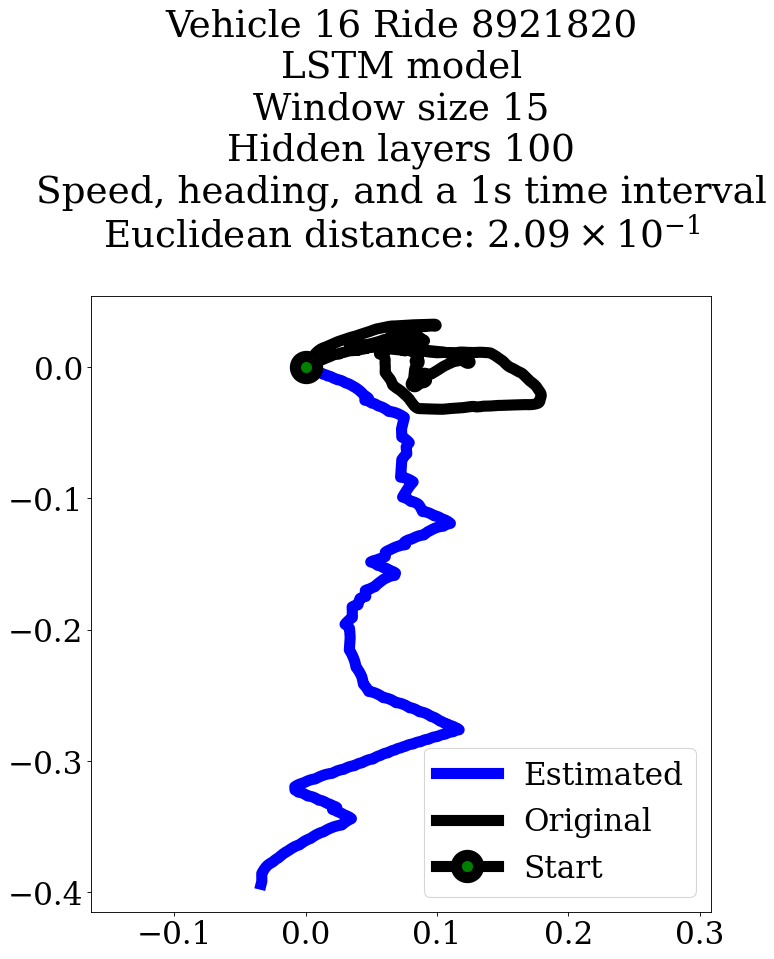 Vehicle 16 Ride 8921820
LSTM model
Window size 15
Hidden layers 100
Speed, heading, and a 1s time interval
Euclidean distance: 2.09 × 10⁻¹
0.0
−0.1
−0.2
−0.3
−0.4
Estimated
Original
Start
−0.1 0.0 0.1 0.2 0.3